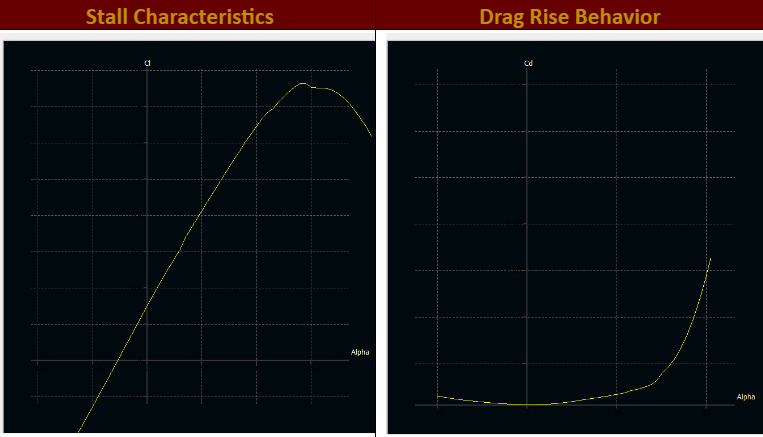 Stall Characteristics
Drag Rise Behavior
Cl
Alpha
Cd
Alpha